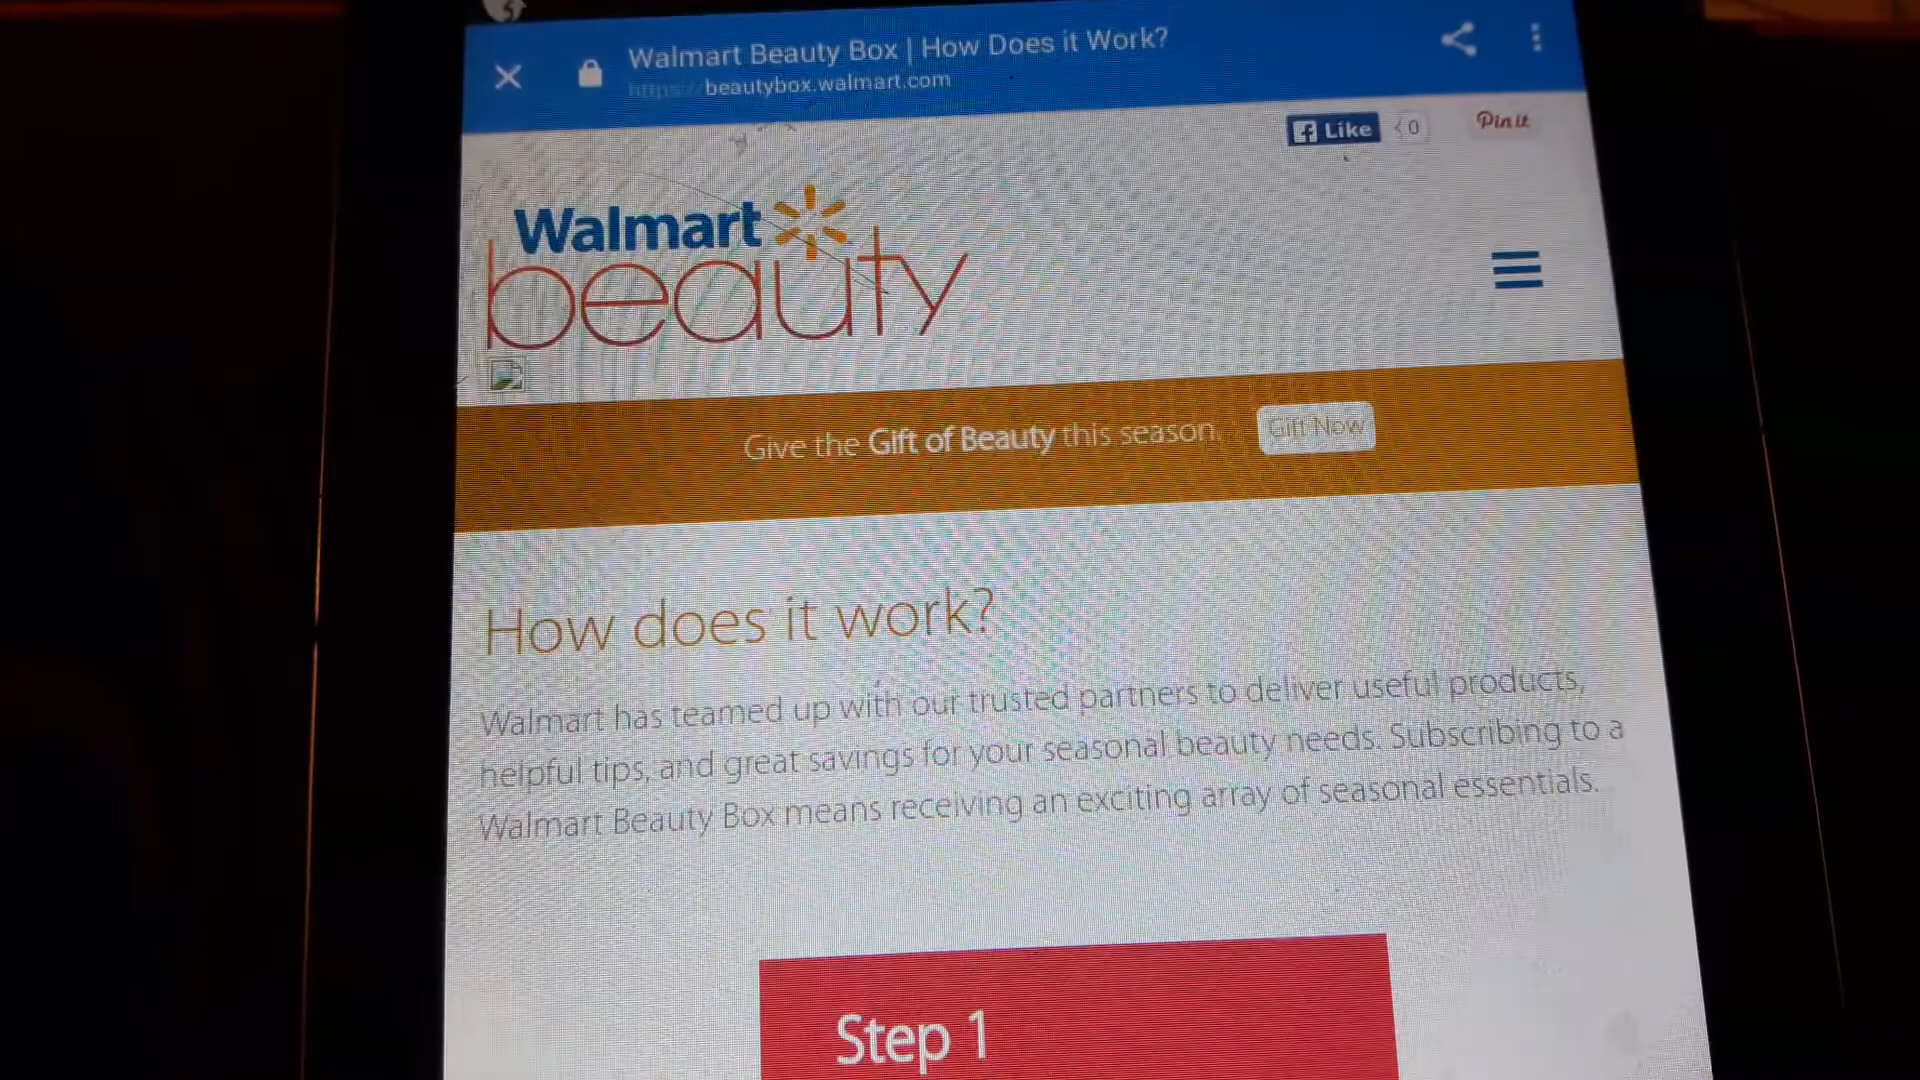 Walmart Beauty Box | How Does it Work?
https://beautybox.walmart.com
Like
0
Pin it
Walmart
beauty
Give the Gift of Beauty this season.
Gift Now
How does it work?
Walmart has teamed up with our trusted partners to deliver useful products,
helpful tips, and great savings for your seasonal beauty needs. Subscribing to a
Walmart Beauty Box means receiving an exciting array of seasonal essentials.
Step 1